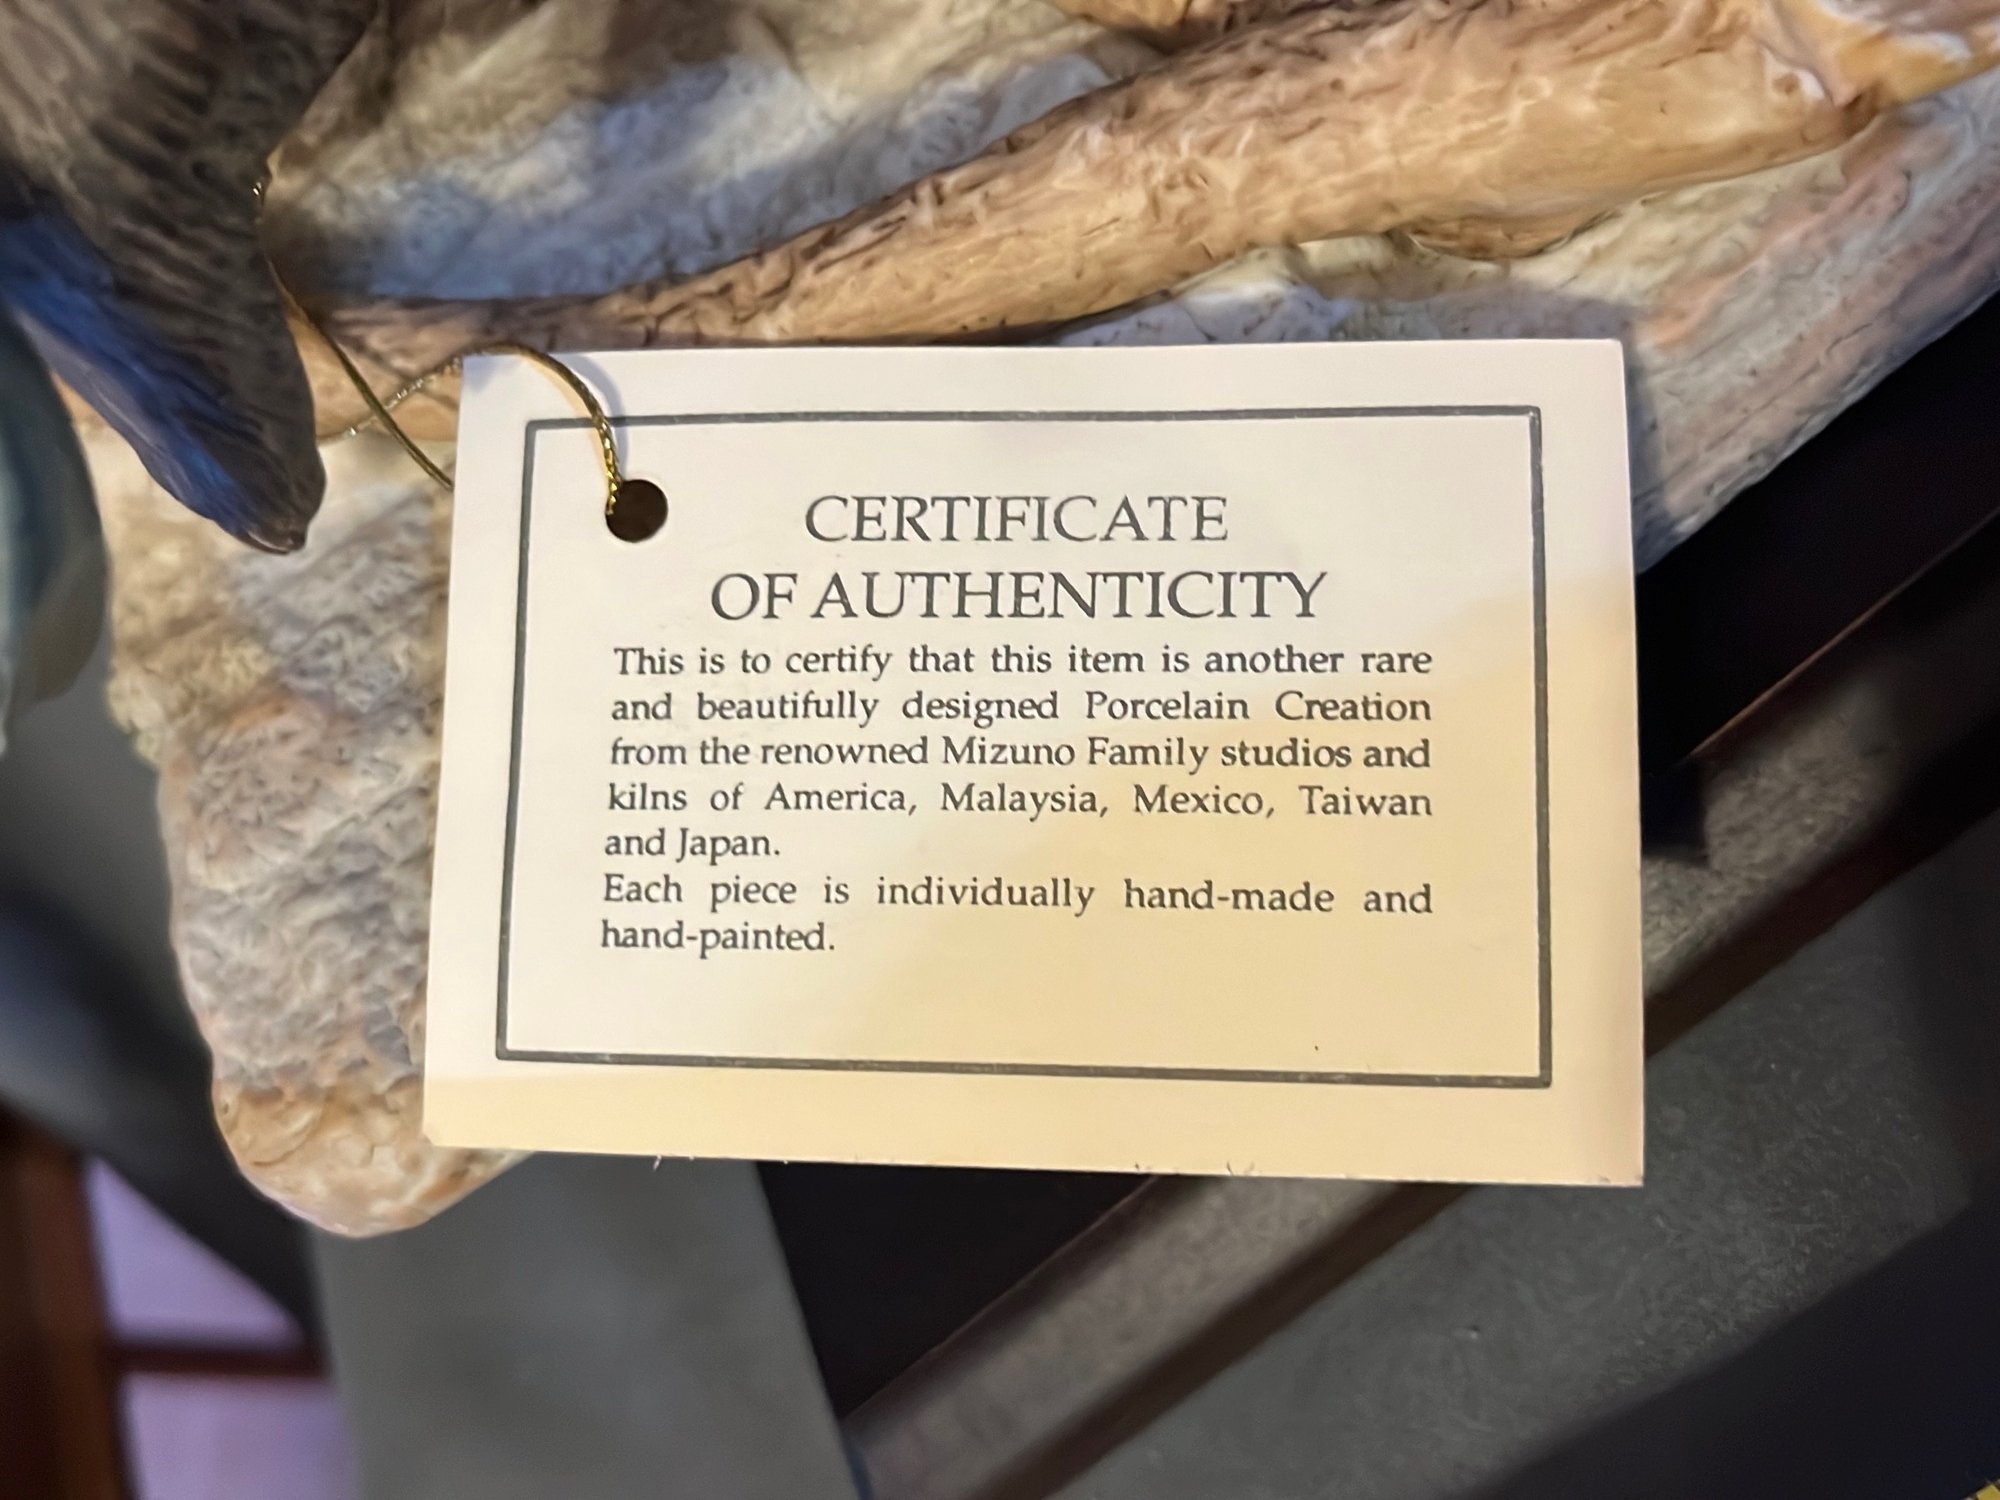 CERTIFICATE
OF AUTHENTICITY
This is to certify that this item is another rare
and beautifully designed Porcelain Creation
from the renowned Mizuno Family studios and
kilns of America, Malaysia, Mexico, Taiwan
and Japan.
Each piece is individually hand-made and
hand-painted.